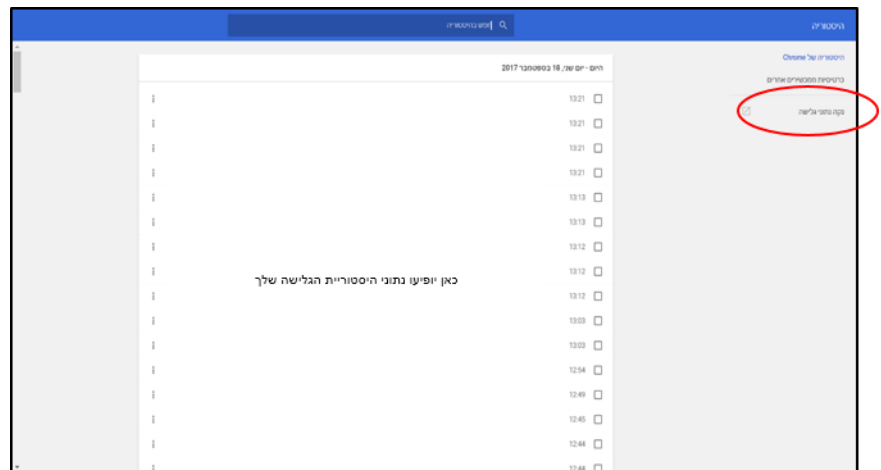 היסטוריה
חפש בהיסטוריה
היסטוריה של Chrome
כרטיסיות ממכשירים אחרים
נקה נתוני גלישה
היום - יום שני, 18 בספטמבר 2017
13:21
13:21
13:21
13:21
13:13
13:13
13:12
13:12
כאן יופיעו נתוני היסטוריית הגלישה שלך
13:12
13:03
13:03
12:54
12:49
12:45
12:44
12:44